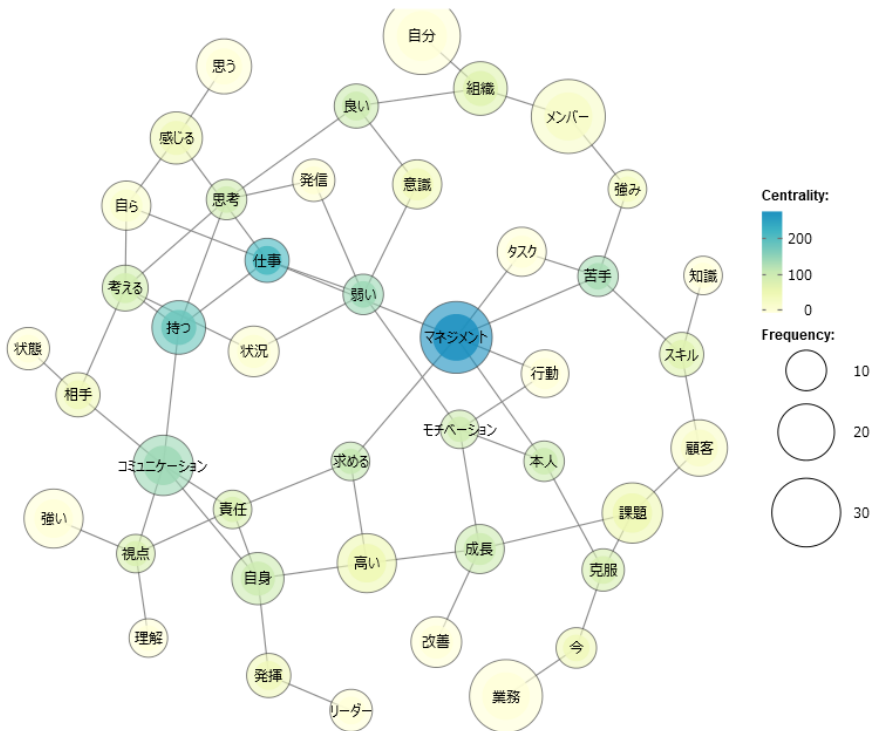 自分
思う
組織
良い
メンバー
感じる
発信
意識
強み
思考
自ら
タスク
仕事
苦手
知識
考える
弱い
持つ
マネジメント
状況
スキル
状態
行動
相手
モチベーション
顧客
コミュニケーション
求める
本人
責任
課題
強い
視点
成長
高い
自身
克服
理解
改善
今
発揮
業務
リーダー
Centrality:
200
100
0
Frequency:
10
20
30